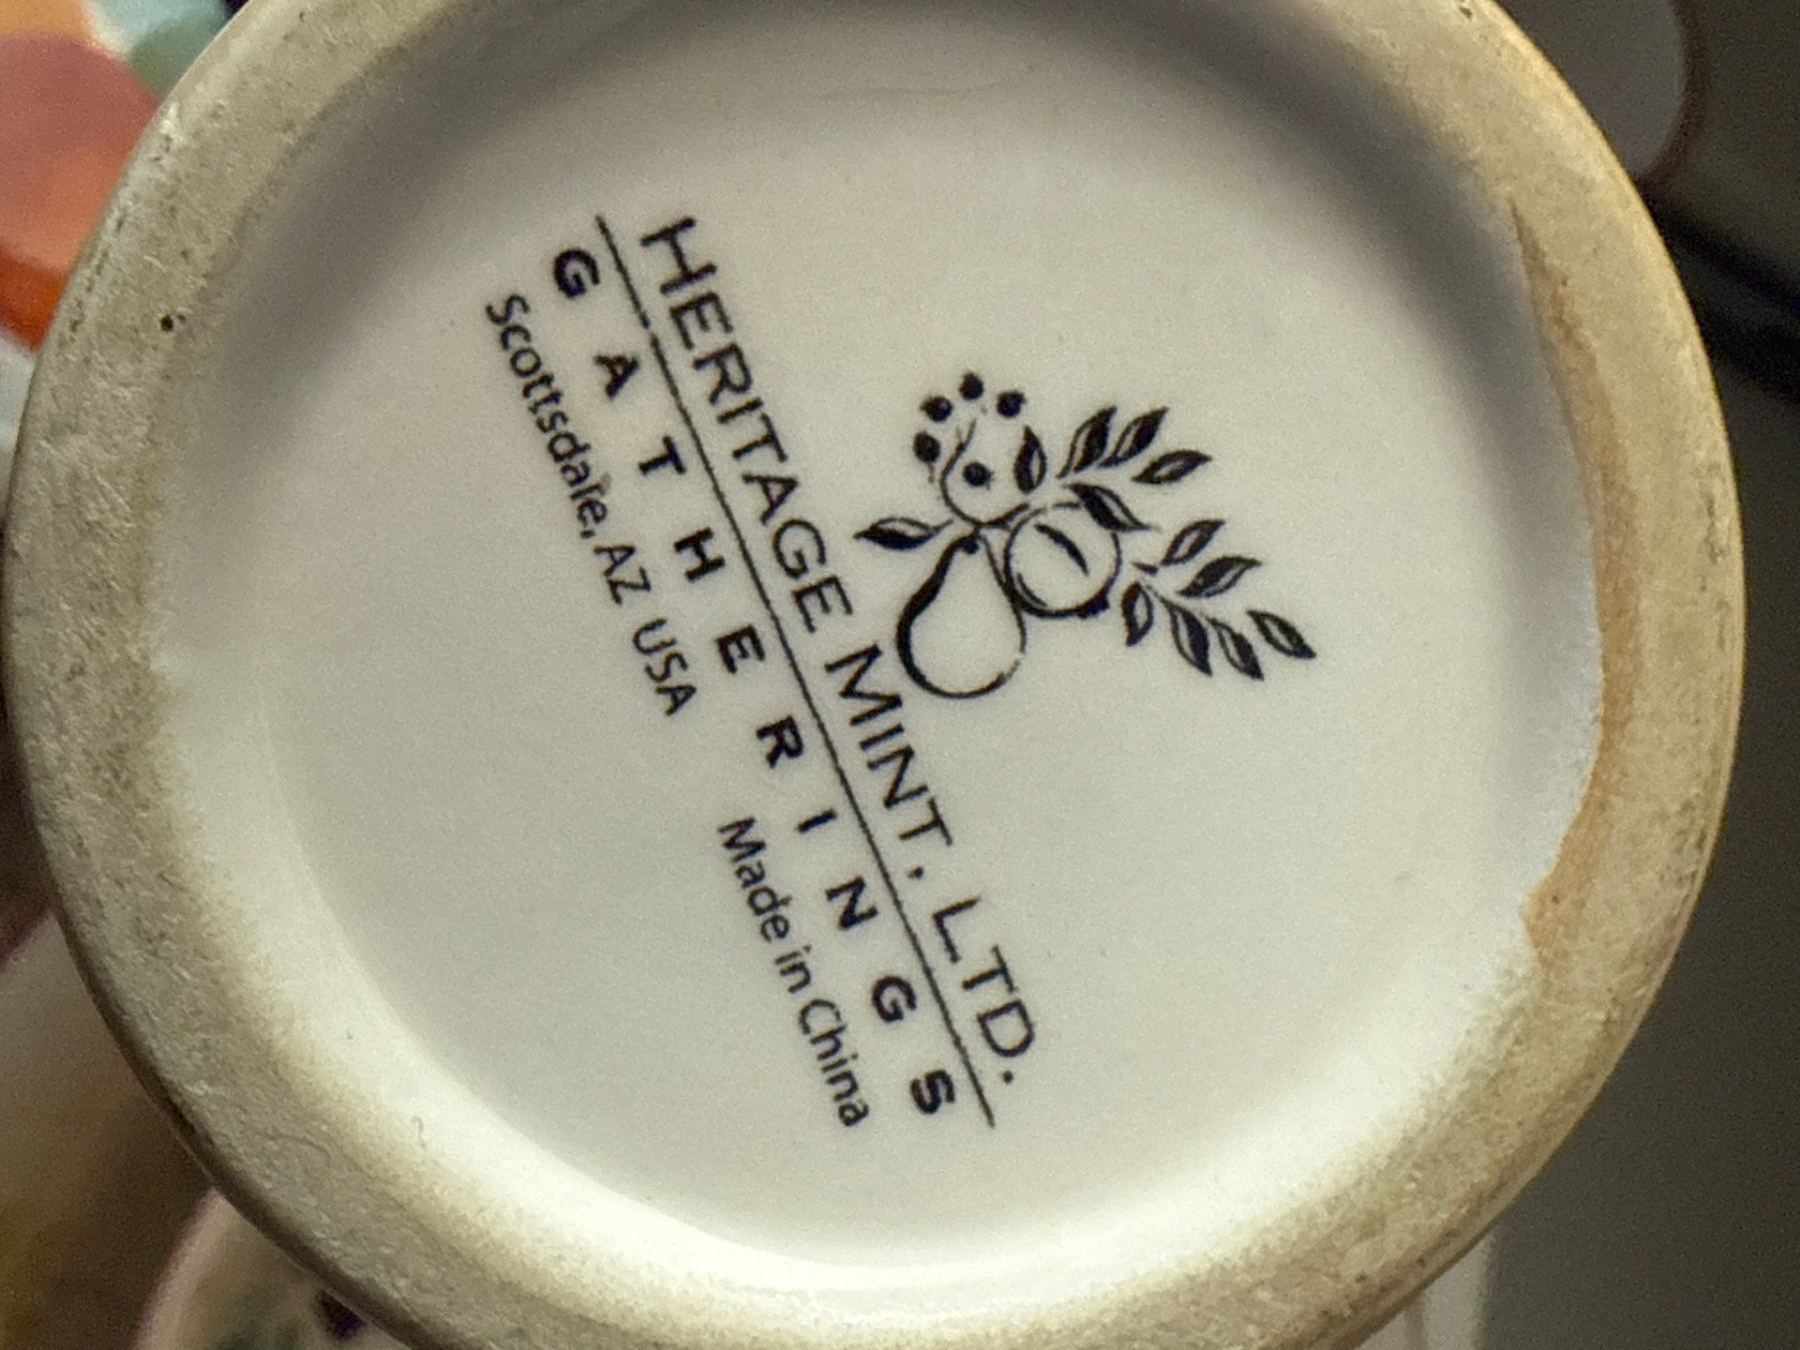 HERITAGE MINT, LTD.
GATHERINGS
Scottsdale, AZ USA Made in China